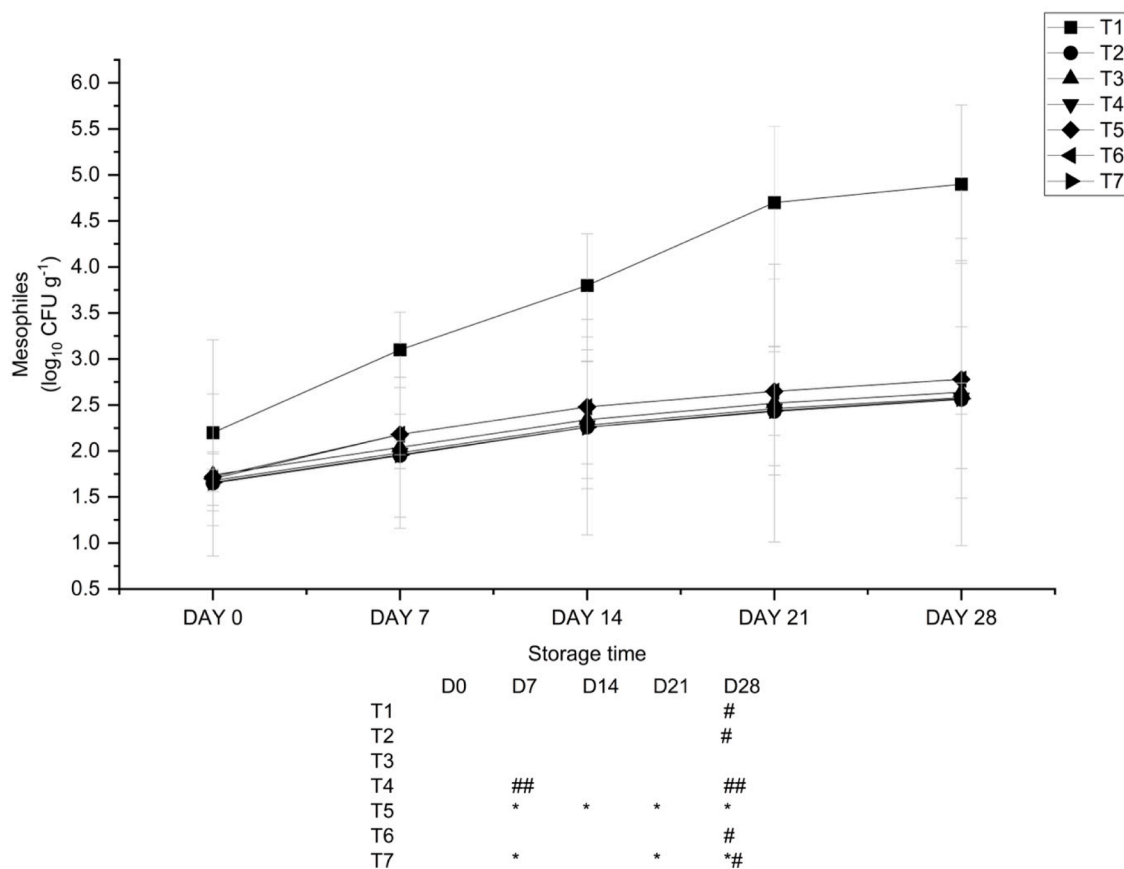 T1
T2
T3
T4
T5
T6
T7
6.0
5.5
5.0
4.5
4.0
3.5
3.0
2.5
2.0
1.5
1.0
0.5
Mesophiles
(log₁₀ CFU g⁻¹)
DAY 0 DAY 7 DAY 14 DAY 21 DAY 28
Storage time
D0 D7 D14 D21 D28
T1 #
T2 #
T3
T4 ## ##
T5 * * * *
T6 #
T7 * * *#